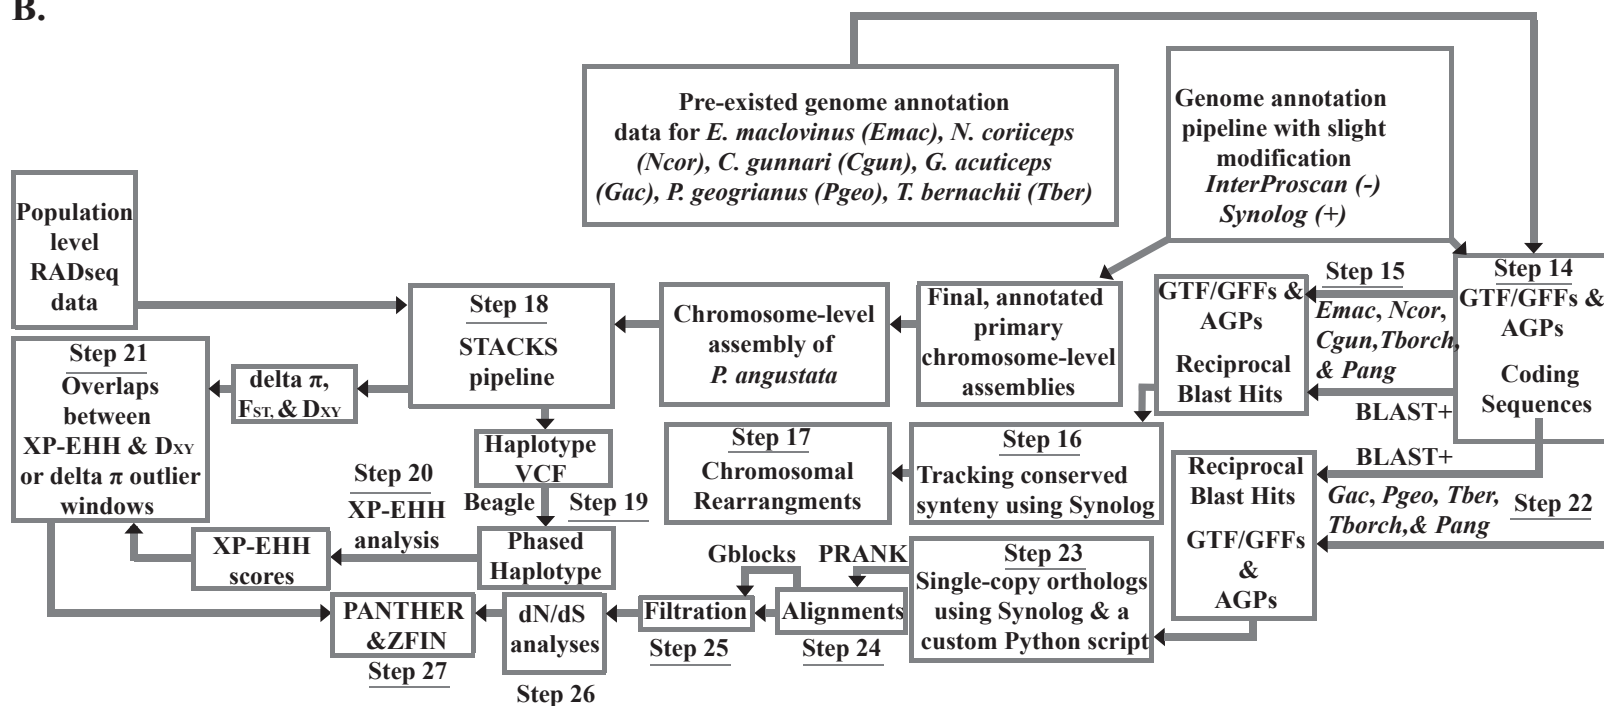 B.
Pre-existed genome annotation
data for E. maclovinus (Emac), N. coriiceps
(Ncor), C. gunnari (Cgun), G. acuticeps
(Gac), P. geogrianus (Pgeo), T. bernachii (Tber)
Genome annotation
pipeline with slight
modification
InterProscan (-)
Synolog (+)
Population
level
RADseq
data
Step 18
STACKS
pipeline
Chromosome-level
assembly of
P. angustata
Final, annotated
primary
chromosome-level
assemblies
GTF/GFFs &
AGPs
Reciprocal
Blast Hits
Step 15
Emac, Ncor,
Cgun,Tborch,
& Pang
BLAST+
Step 14
GTF/GFFs &
AGPs
Coding
Sequences
Step 21
Overlaps
between
XP-EHH & DXY
or delta π outlier
windows
delta π,
FST, & DXY
Haplotype
VCF
Step 17
Chromosomal
Rearrangments
Step 16
Tracking conserved
synteny using Synolog
BLAST+
Gac, Pgeo, Tber,
Tborch,& Pang
Step 22
Reciprocal
Blast Hits
GTF/GFFs
&
AGPs
Step 20
XP-EHH
analysis
Beagle
Step 19
XP-EHH
scores
Phased
Haplotype
Gblocks
PRANK
Step 23
Single-copy orthologs
using Synolog & a
custom Python script
PANTHER
&ZFIN
Step 27
dN/dS
analyses
Step 26
Filtration
Step 25
Alignments
Step 24